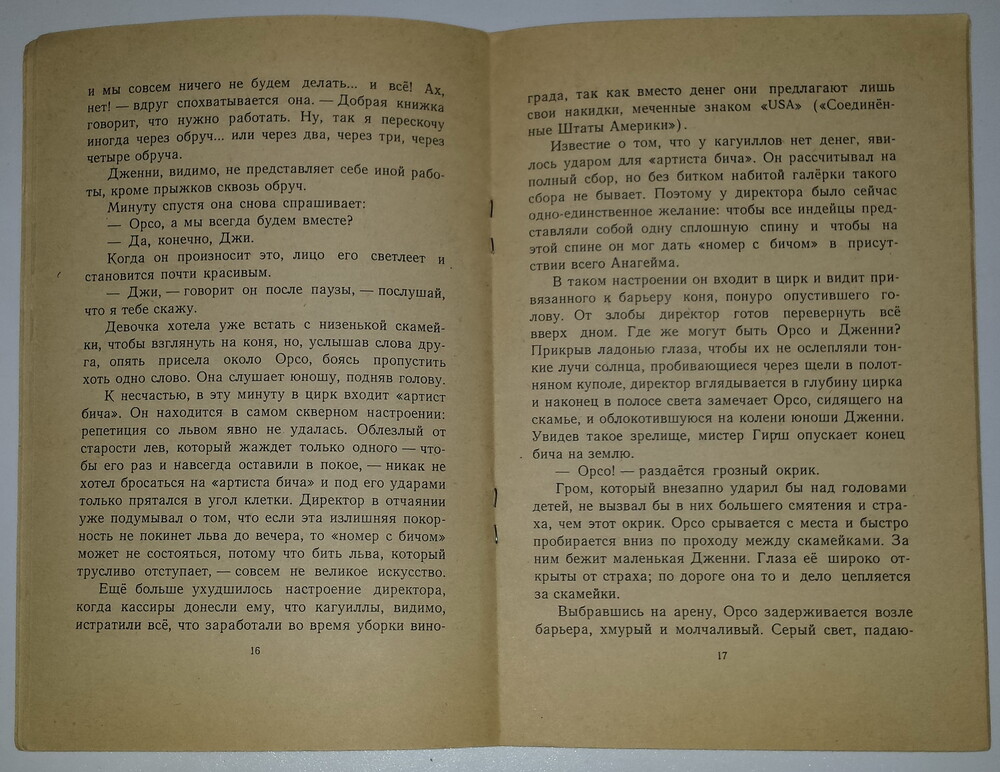 и мы совсем ничего не будем делать... и всё! Ах,
нет! — вдруг спохватывается она. — Добрая книжка
говорит, что нужно работать. Ну, так я перескочу
иногда через обруч... или через два, через три, через
четыре обруча.
Дженни, видимо, не представляет себе иной рабо-
ты, кроме прыжков сквозь обруч.
Минуту спустя она снова спрашивает:
— Орсо, а мы всегда будем вместе?
— Да, конечно, Джи.
Когда он произносит это, лицо его светлеет и
становится почти красивым.
— Джи, — говорит он после паузы, — послушай,
что я тебе скажу.
Девочка хотела уже встать с низенькой скамей-
ки, чтобы взглянуть на коня, но, услышав слова дру-
га, опять присела около Орсо, боясь пропустить
хоть одно слово. Она слушает юношу, подняв голову.
К несчастью, в эту минуту в цирк входит «артист
бича». Он находится в самом скверном настроении:
репетиция со львом явно не удалась. Облезлый от
старости лев, который жаждет только одного — что-
бы его раз и навсегда оставили в покое, — никак не
хотел бросаться на «артиста бича» и под его ударами
только прятался в угол клетки. Директор в отчаянии
уже подумывал о том, что если эта излишняя покор-
ность не покинет льва до вечера, то «номер с бичом»
может не состояться, потому что бить льва, который
трусливо отступает, — совсем не великое искусство.
Ещё больше ухудшилось настроение директора,
когда кассиры донесли ему, что кагуиллы, видимо,
истратили всё, что заработали во время уборки вино-
16
града, так как вместо денег они предлагают лишь
свои накидки, меченные знаком «USA» («Соединён-
ные Штаты Америки»).
Известие о том, что у кагуиллов нет денег, яви-
лось ударом для «артиста бича». Он рассчитывал на
полный сбор, но без битком набитой галёрки такого
сбора не бывает. Поэтому у директора было сейчас
одно-единственное желание: чтобы все индейцы пред-
ставляли собой одну сплошную спину и чтобы на
этой спине он мог дать «номер с бичом» в присут-
ствии всего Анагейма.
В таком настроении он входит в цирк и видит при-
вязанного к барьеру коня, понуро опустившего го-
лову. От злобы директор готов перевернуть всё
вверх дном. Где же могут быть Орсо и Дженни?
Прикрыв ладонью глаза, чтобы их не ослепляли тон-
кие лучи солнца, пробивающиеся через щели в полот-
няном куполе, директор вглядывается в глубину цирка
и наконец в полосе света замечает Орсо, сидящего на
скамье, и облокотившуюся на колени юноши Дженни.
Увидев такое зрелище, мистер Гирш опускает конец
бича на землю.
— Орсо! — раздаётся грозный окрик.
Гром, который внезапно ударил бы над головами
детей, не вызвал бы в них большего смятения и стра-
ха, чем этот окрик. Орсо срывается с места и быстро
пробирается вниз по проходу между скамейками. За
ним бежит маленькая Дженни. Глаза её широко от-
крыты от страха; по дороге она то и дело цепляется
за скамейки.
Выбравшись на арену, Орсо задерживается возле
барьера, хмурый и молчаливый. Серый свет, падаю-
17